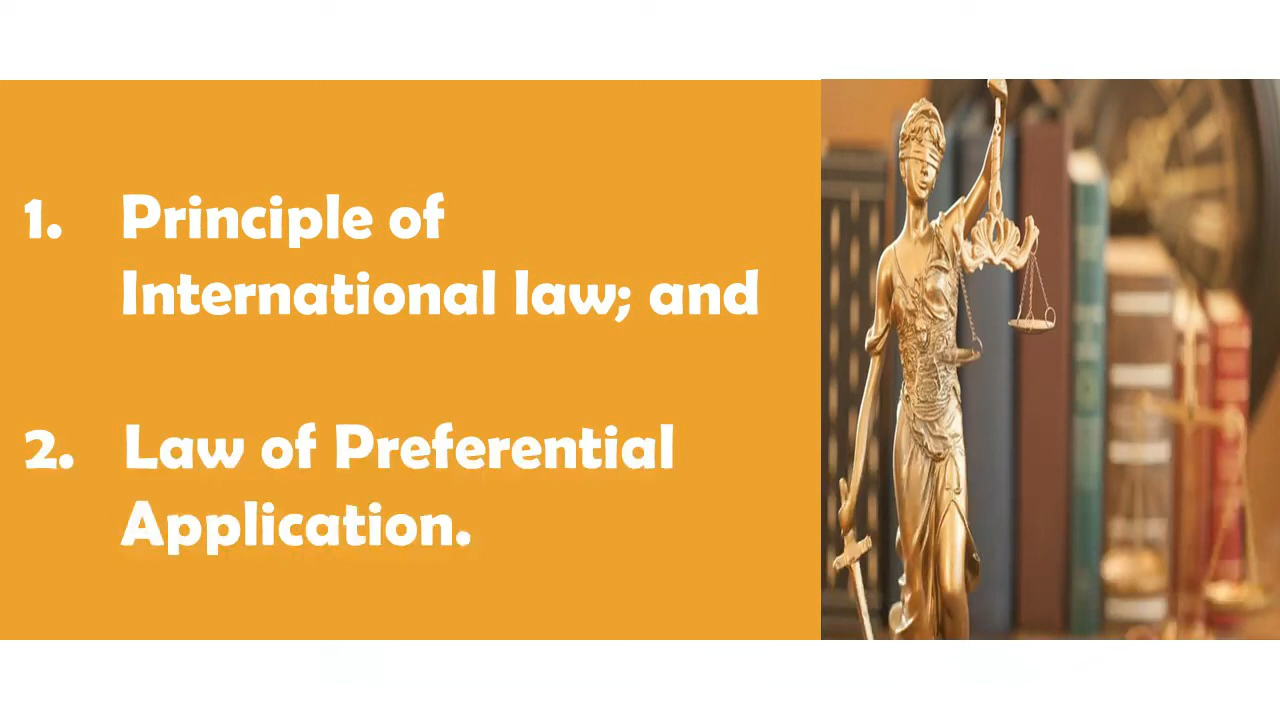 1. Principle of
International law; and
2. Law of Preferential
Application.